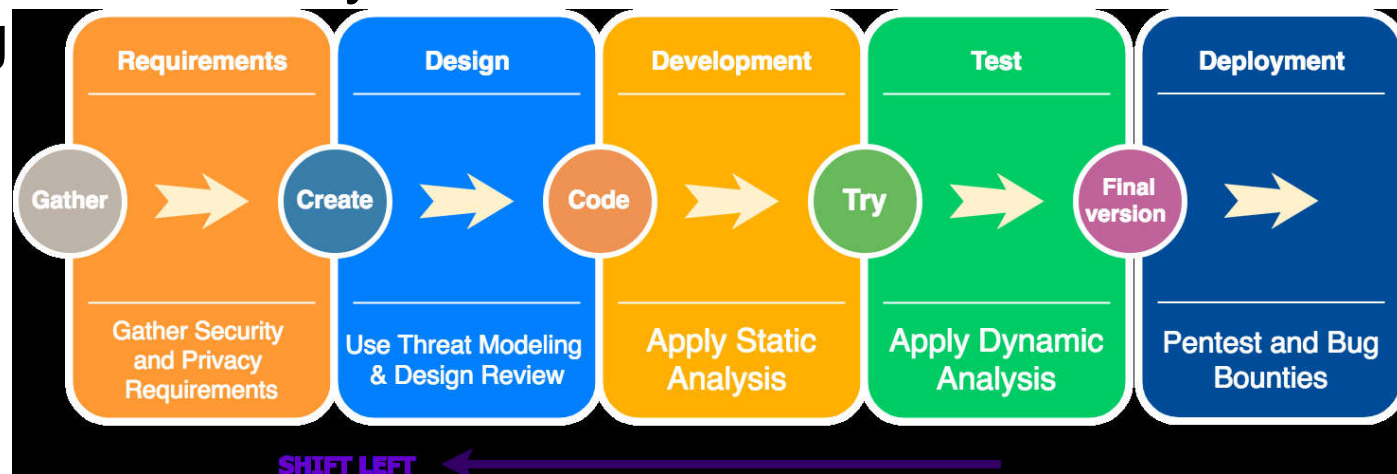 Requirements
Design
Development
Test
Deployment
Gather
Create
Code
Try
Final
version
Gather Security
and Privacy
Requirements
Use Threat Modeling
& Design Review
Apply Static
Analysis
Apply Dynamic
Analysis
Pentest and Bug
Bounties
SHIFT LEFT